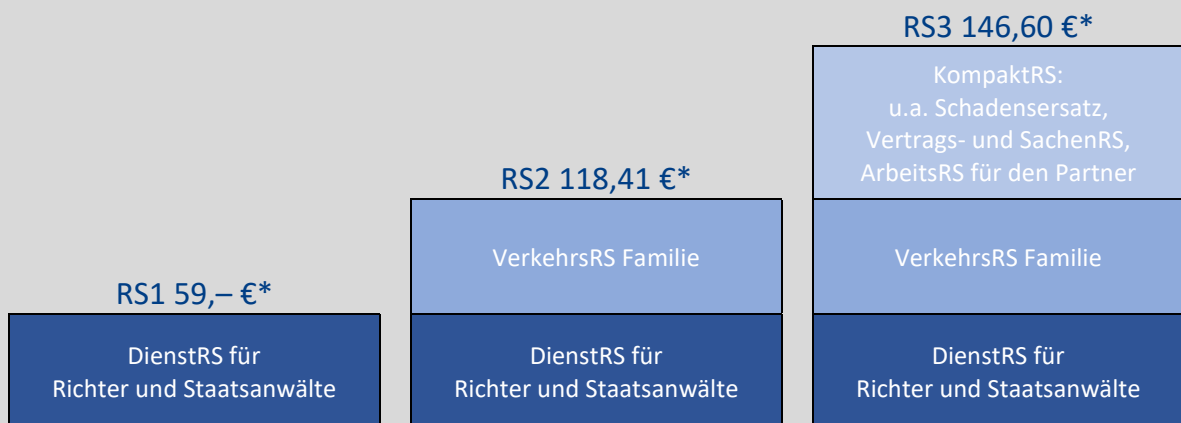 RS1 59,– €*
DienstRS für
Richter und Staatsanwälte
RS2 118,41 €*
VerkehrsRS Familie
DienstRS für
Richter und Staatsanwälte
RS3 146,60 €*
KompaktRS:
u.a. Schadensersatz,
Vertrags- und SachenRS,
ArbeitsRS für den Partner
VerkehrsRS Familie
DienstRS für
Richter und Staatsanwälte